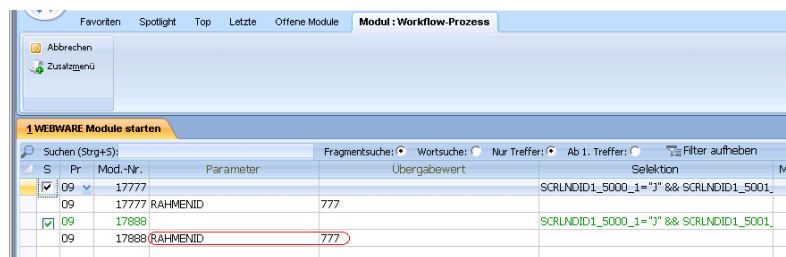 Favoriten Spotlight Top Letzte Offene Module Modul : Workflow-Prozess
Abbrechen
Zusatzmenü
1 WEBWARE Module starten
Suchen (Strg+S): Fragmentsuche: Wortsuche: Nur Treffer: Ab 1. Treffer: Filter aufheben
S Pr Mod.-Nr. Parameter Übergabewert Selektion M
09 17777 SCRLNDID1_5000_1="J" && SCRLNDID1_5001_
09 17777 RAHMENID 777
09 17888 SCRLNDID1_5000_1="J" && SCRLNDID1_5001_
09 17888 RAHMENID 777